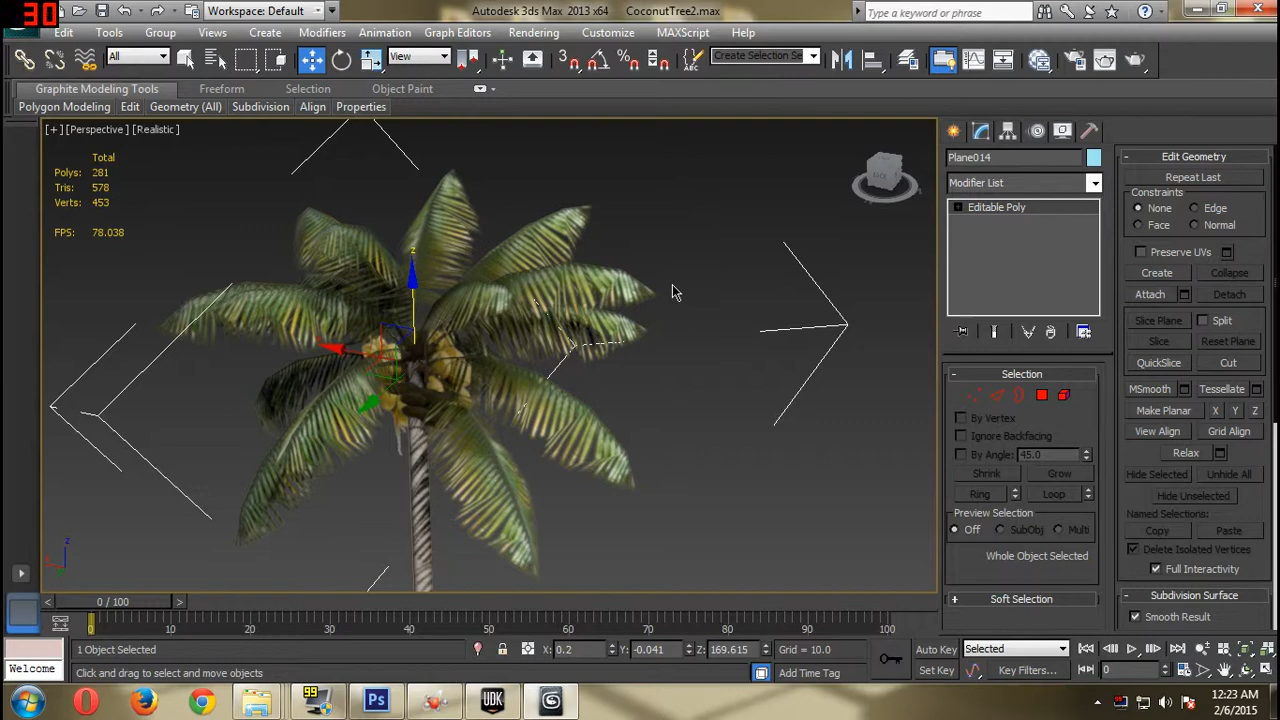 30
Workspace: Default
Autodesk 3ds Max 2013 x64
CoconutTree2.max
Type a keyword or phrase
Edit Tools Group Views Create Modifiers Animation Graph Editors Rendering Customize MAXScript Help
All
View
Create Selection Se
Graphite Modeling Tools Freeform Selection Object Paint
Polygon Modeling Edit Geometry (All) Subdivision Align Properties
[+] [Perspective] [Realistic]
Total
Polys: 281
Tris: 578
Verts: 453
FPS: 78.038
z
z
Plane014
Modifier List
Editable Poly
Selection
By Vertex
Ignore Backfacing
By Angle: 45.0
Shrink Grow
Ring Loop
Preview Selection
Off SubObj Multi
Whole Object Selected
Soft Selection
Edit Geometry
Repeat Last
Constraints
None Edge
Face Normal
Preserve UVs
Create Collapse
Attach Detach
Slice Plane Split
Slice Reset Plane
QuickSlice Cut
MSmooth Tessellate
Make Planar X Y Z
View Align Grid Align
Relax
Hide Selected Unhide All
Hide Unselected
Named Selections:
Copy Paste
Delete Isolated Vertices
Full Interactivity
Subdivision Surface
Smooth Result
0 / 100
0 10 20 30 40 50 60 70 80 90 100
1 Object Selected
X: 0.2 Y: -0.041 Z: 169.615 Grid = 10.0
Auto Key Selected
Welcome
Click and drag to select and move objects
Add Time Tag
Set Key Key Filters... 0
99
Ps
UDK
12:23 AM
2/6/2015